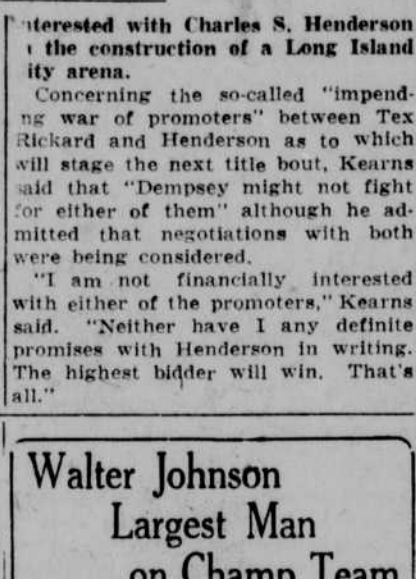 nterested with Charles S. Henderson
the construction of a Long Island
ity arena.
Concerning the so-called "impend-
ng war of promoters" between Tex
Rickard and Henderson as to which
will stage the next title bout, Kearns
said that "Dempsey might not fight
for either of them" although he ad-
mitted that negotiations with both
were being considered.
"I am not financially interested
with either of the promoters," Kearns
said. "Neither have I any definite
promises with Henderson in writing.
The highest bidder will win. That's
all."
Walter Johnson
Largest Man
on Champ Team